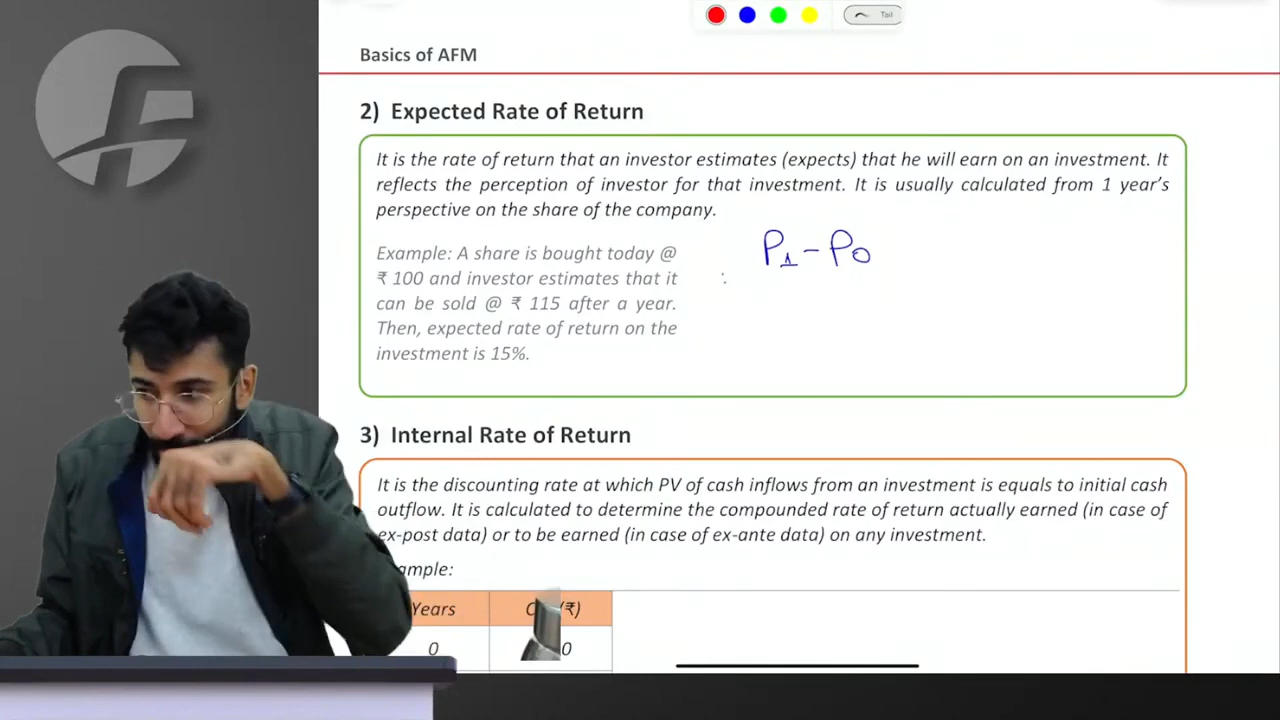 Tail
Basics of AFM
2) Expected Rate of Return
It is the rate of return that an investor estimates (expects) that he will earn on an investment. It
reflects the perception of investor for that investment. It is usually calculated from 1 year's
perspective on the share of the company.
Example: A share is bought today @
₹ 100 and investor estimates that it
can be sold @ ₹ 115 after a year.
Then, expected rate of return on the
investment is 15%.
P1 - P0
3) Internal Rate of Return
It is the discounting rate at which PV of cash inflows from an investment is equals to initial cash
outflow. It is calculated to determine the compounded rate of return actually earned (in case of
ex-post data) or to be earned (in case of ex-ante data) on any investment.
Years (₹)
0